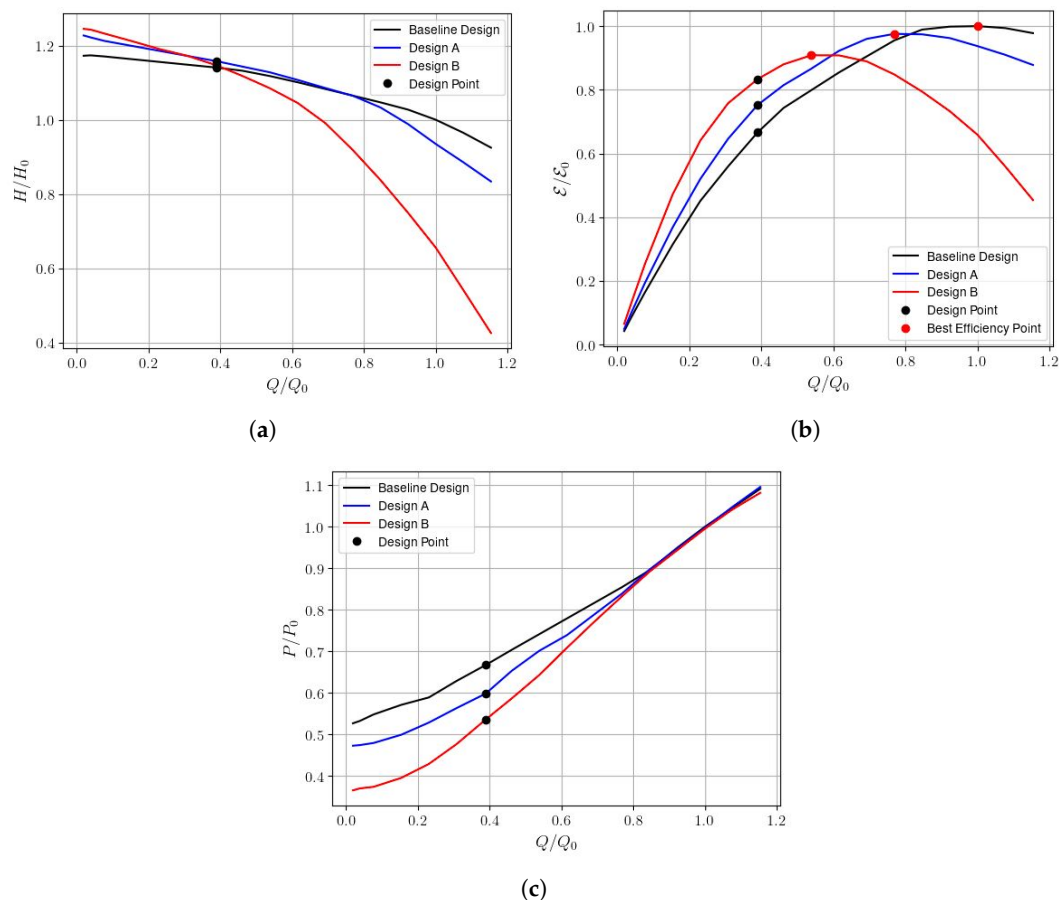 Baseline Design
Design A
Design B
Design Point
H/H₀
1.2
1.0
0.8
0.6
0.4
0.0 0.2 0.4 0.6 0.8 1.0 1.2
Q/Q₀
(a)
1.0
0.8
0.6
0.4
0.2
0.0
ℰ/ℰ₀
Baseline Design
Design A
Design B
Design Point
Best Efficiency Point
0.0 0.2 0.4 0.6 0.8 1.0 1.2
Q/Q₀
(b)
Baseline Design
Design A
Design B
Design Point
P/P₀
1.1
1.0
0.9
0.8
0.7
0.6
0.5
0.4
0.0 0.2 0.4 0.6 0.8 1.0 1.2
Q/Q₀
(c)